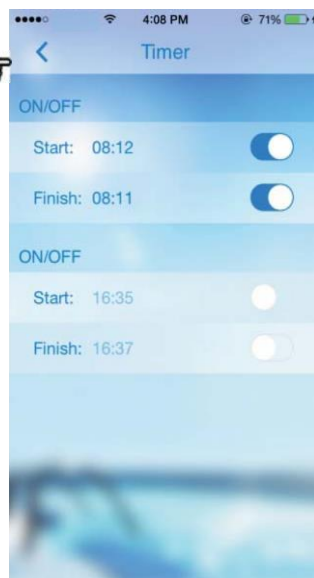 4:08 PM
71%
Timer
ON/OFF
Start: 08:12
Finish: 08:11
ON/OFF
Start: 16:35
Finish: 16:37